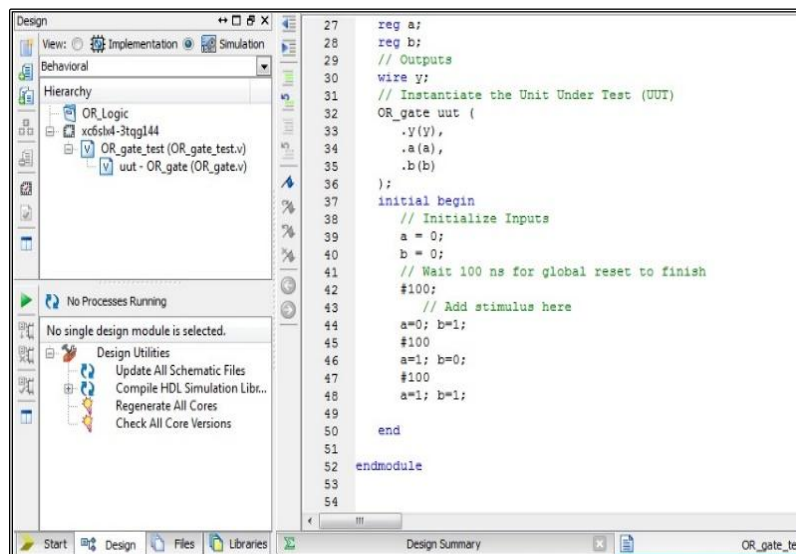 Design
View: Implementation Simulation
Behavioral
Hierarchy
OR_Logic
xc6slx4-3tqg144
OR_gate_test (OR_gate_test.v)
uut - OR_gate (OR_gate.v)
No Processes Running
No single design module is selected.
Design Utilities
Update All Schematic Files
Compile HDL Simulation Libr...
Regenerate All Cores
Check All Core Versions
Start Design Files Libraries
27 reg a;
28 reg b;
29 // Outputs
30 wire y;
31 // Instantiate the Unit Under Test (UUT)
32 OR_gate uut (
33 .y(y),
34 .a(a),
35 .b(b)
36 );
37 initial begin
38 // Initialize Inputs
39 a = 0;
40 b = 0;
41 // Wait 100 ns for global reset to finish
42 #100;
43 // Add stimulus here
44 a=0; b=1;
45 #100
46 a=1; b=0;
47 #100
48 a=1; b=1;
49
50 end
51
52 endmodule
53
54
Design Summary OR_gate_te